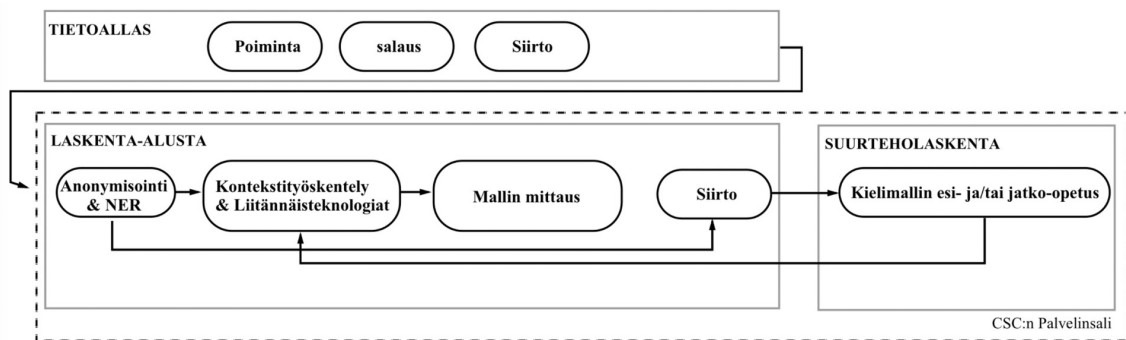 TIETOALLAS
Poiminta
salaus
Siirto
LASKENTA-ALUSTA
SUURTEHOLASKENTA
Anonymisointi
& NER
Kontekstityöskentely
& Liitännäisteknologiat
Mallin mittaus
Siirto
Kielimallin esi- ja/tai jatko-opetus
CSC:n Palvelinsali